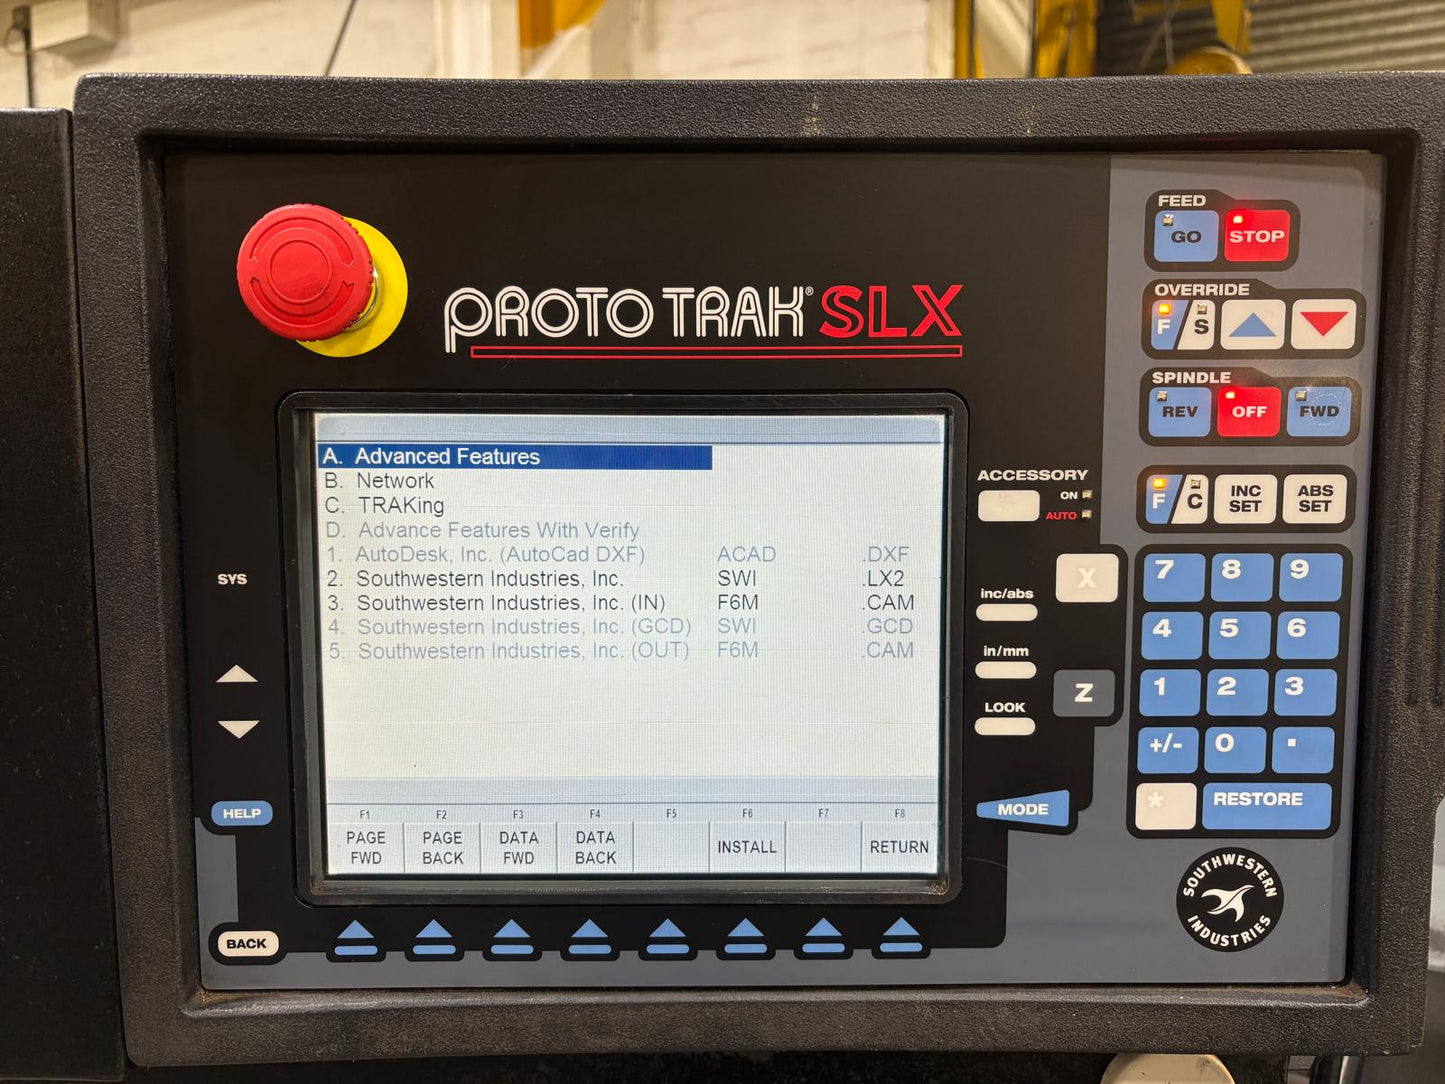 PROTO TRAK® SLX
A. Advanced Features
B. Network
C. TRAKing
D. Advance Features With Verify
1. AutoDesk, Inc. (AutoCad DXF) ACAD .DXF
2. Southwestern Industries, Inc. SWI .LX2
3. Southwestern Industries, Inc. (IN) F6M .CAM
4. Southwestern Industries, Inc. (GCD) SWI .GCD
5. Southwestern Industries, Inc. (OUT) F6M .CAM
F1 F2 F3 F4 F5 F6 F7 F8
PAGE FWD
PAGE BACK
DATA FWD
DATA BACK
INSTALL
RETURN
SYS
HELP
BACK
FEED
GO STOP
OVERRIDE
F S
SPINDLE
REV OFF FWD
ACCESSORY
ON
AUTO
F C
INC SET
ABS SET
inc/abs
in/mm
LOOK
X
Z
MODE
7 8 9
4 5 6
1 2 3
+/- 0 .
* RESTORE
SOUTHWESTERN INDUSTRIES